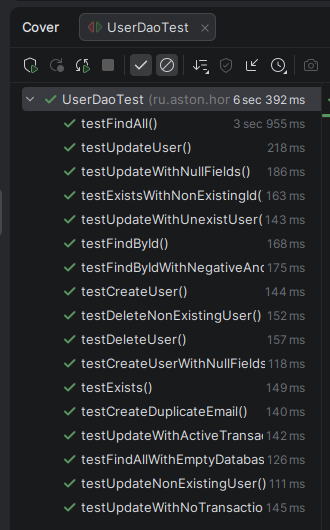 Cover UserDaoTest
UserDaoTest (ru.aston.hor 6 sec 392 ms
testFindAll() 3 sec 955 ms
testUpdateUser() 218 ms
testUpdateWithNullFields() 186 ms
testExistsWithNonExistingId( 163 ms
testUpdateWithUnexistUser( 143 ms
testFindById() 168 ms
testFindByIdWithNegativeAnd 175 ms
testCreateUser() 144 ms
testDeleteNonExistingUser() 152 ms
testDeleteUser() 157 ms
testCreateUserWithNullFields 118 ms
testExists() 149 ms
testCreateDuplicateEmail() 140 ms
testUpdateWithActiveTransac 142 ms
testFindAllWithEmptyDatabas 126 ms
testUpdateNonExistingUser() 111 ms
testUpdateWithNoTransactio 145 ms